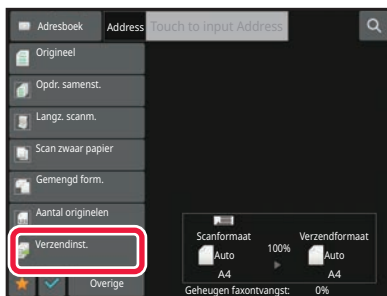 Adresboek
Address
Touch to input Address
Origineel
Opdr. samenst.
Langz. scanm.
Scan zwaar papier
Gemengd form.
Aantal originelen
Verzendinst.
Overige
Scanformaat
Verzendformaat
100%
Auto
Auto
A4
A4
Geheugen faxontvangst: 0%